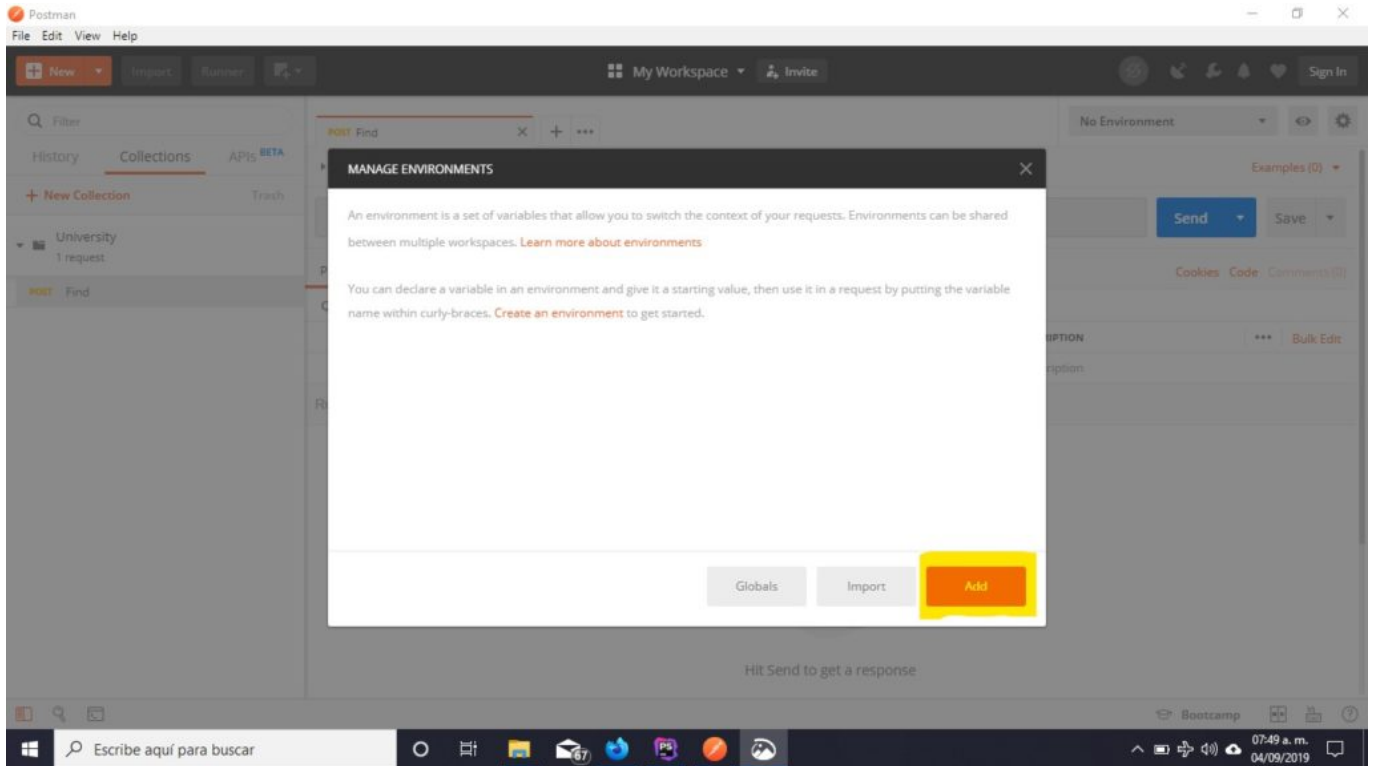 Postman
File Edit View Help
New Import Runner My Workspace Invite Sign In
Filter
History Collections APIs BETA
+ New Collection Trash
University
1 request
POST Find
POST Find
No Environment
Examples (0)
Send Save
Cookies Code Comments (0)
Bulk Edit
MANAGE ENVIRONMENTS
An environment is a set of variables that allow you to switch the context of your requests. Environments can be shared
between multiple workspaces. Learn more about environments
You can declare a variable in an environment and give it a starting value, then use it in a request by putting the variable
name within curly-braces. Create an environment to get started.
Globals Import Add
Hit Send to get a response
Bootcamp
Escribe aquí para buscar
67
PS
07:49 a. m.
04/09/2019